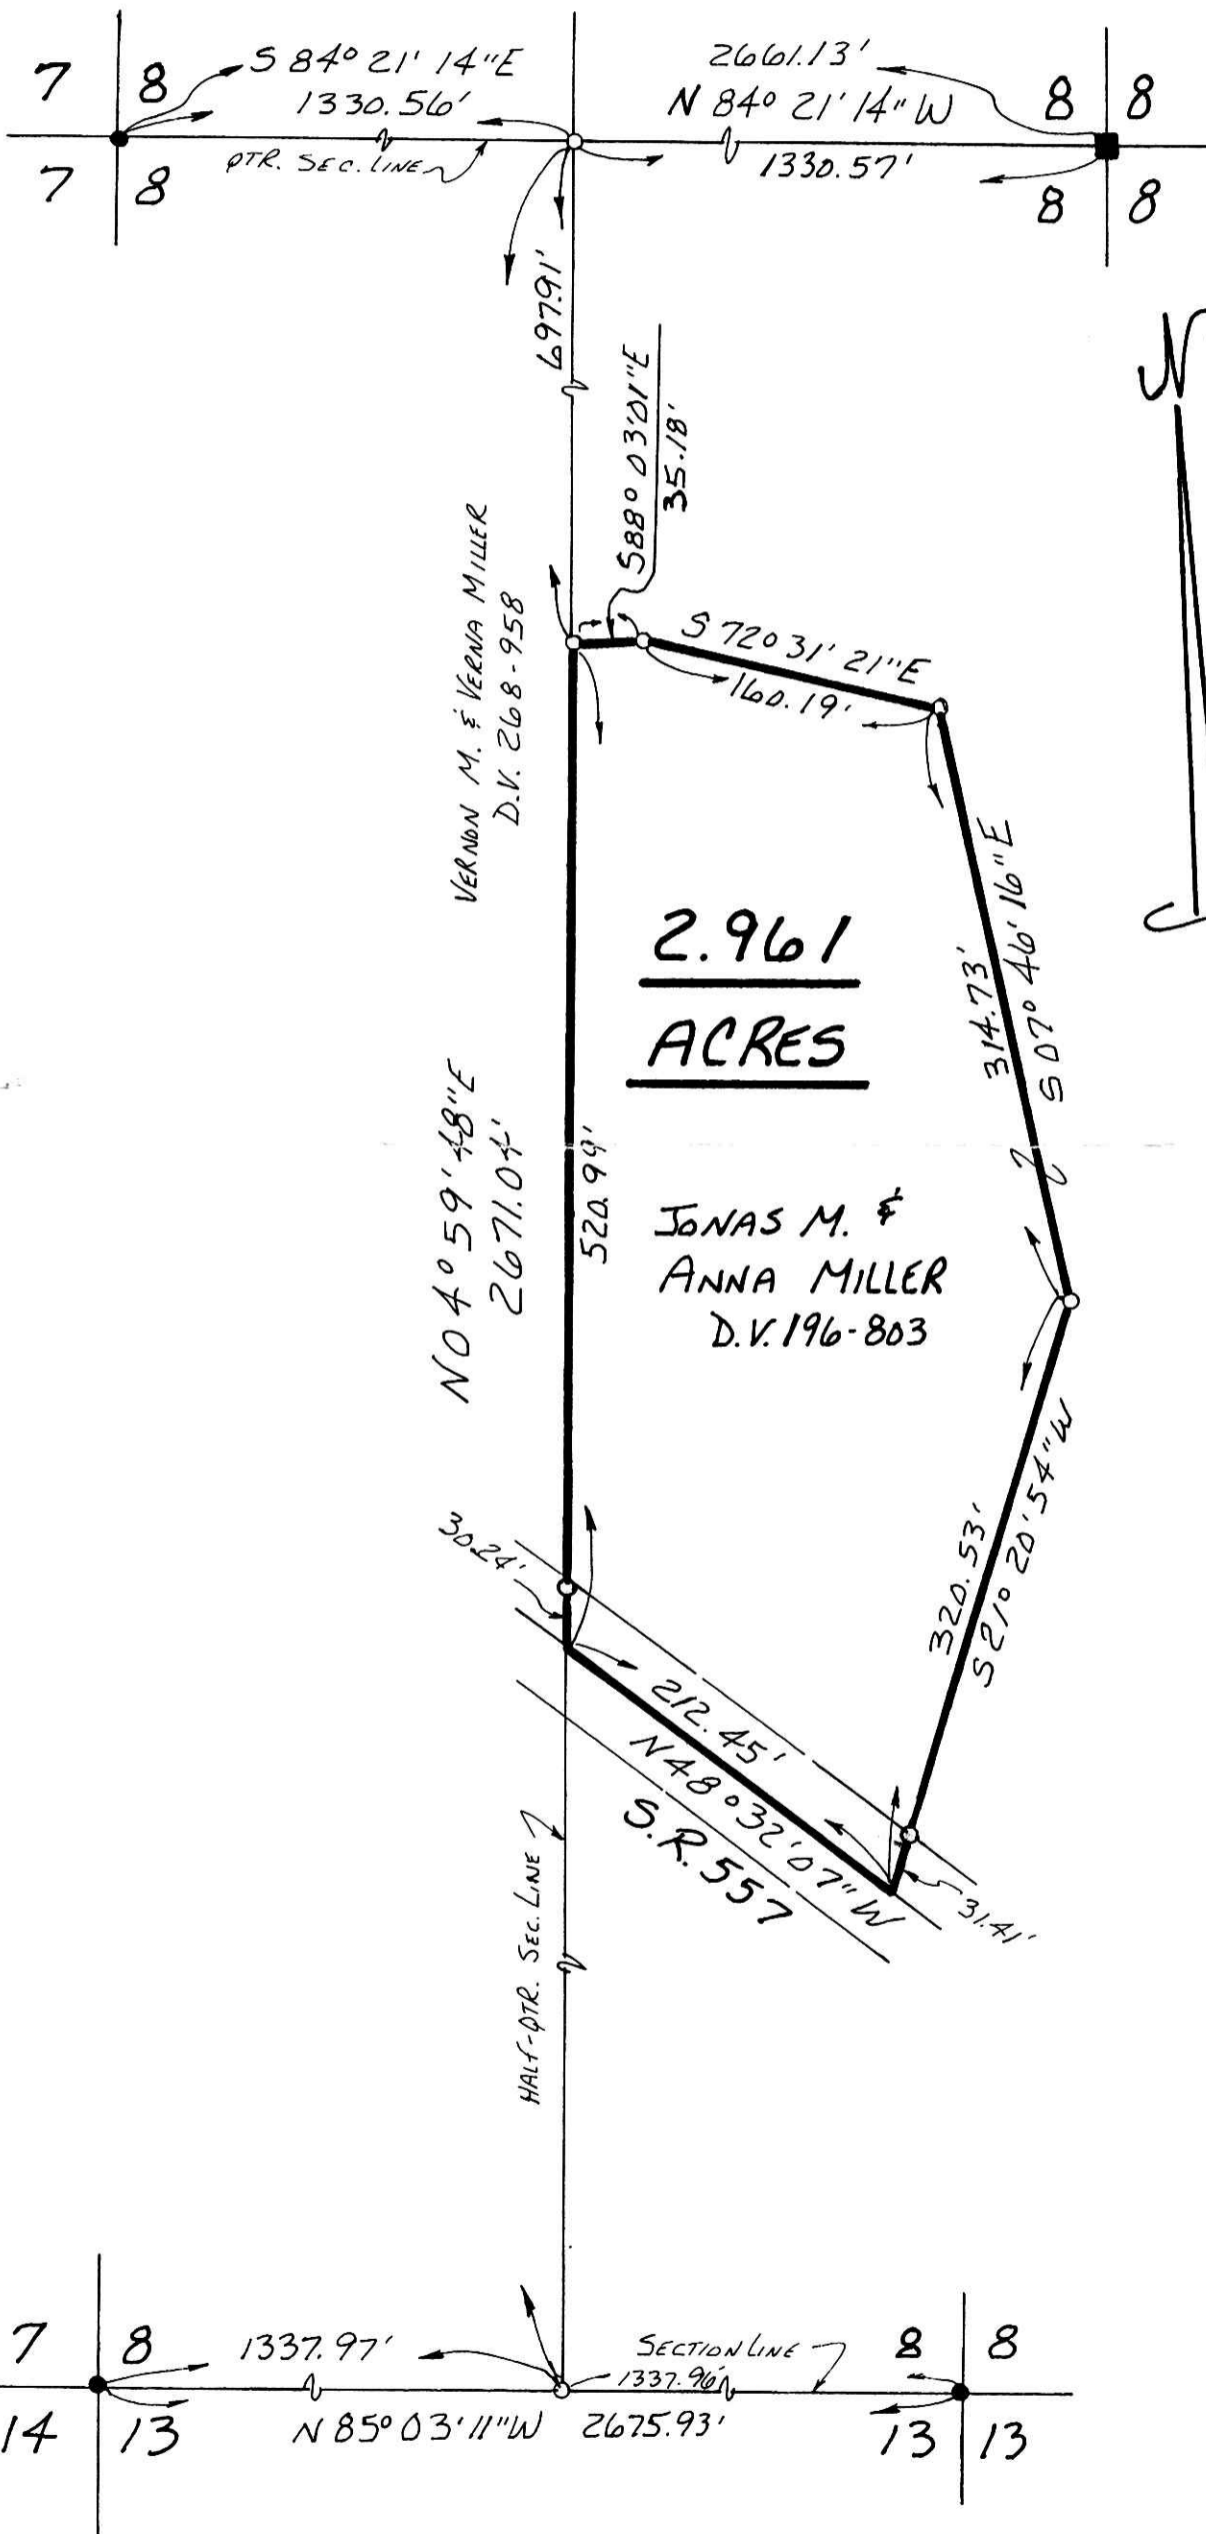 7 8
S 84° 21' 14" E
1330.56'
QTR. SEC. LINE
7 8
2661.13'
N 84° 21' 14" W
1330.57'
8 8
8 8
N
697.91'
S88° 03'01"E
35.18'
VERNON M. & VERNA MILLER
D.V. 268-958
S 72° 31' 21"E
160.19'
314.73'
S 07° 46' 16" E
2.961
ACRES
N 04° 59' 48"E
2671.04'
520.99'
JONAS M. &
ANNA MILLER
D.V. 196-803
320.53'
S 21° 20' 54" W
30.24'
212.45'
N 48° 32' 07" W
S.R. 557
31.41'
HALF-QTR. SEC. LINE
7 8
14 13
1337.97'
N 85° 03' 11" W 2675.93'
SECTION LINE
1337.96'
8 8
13 13